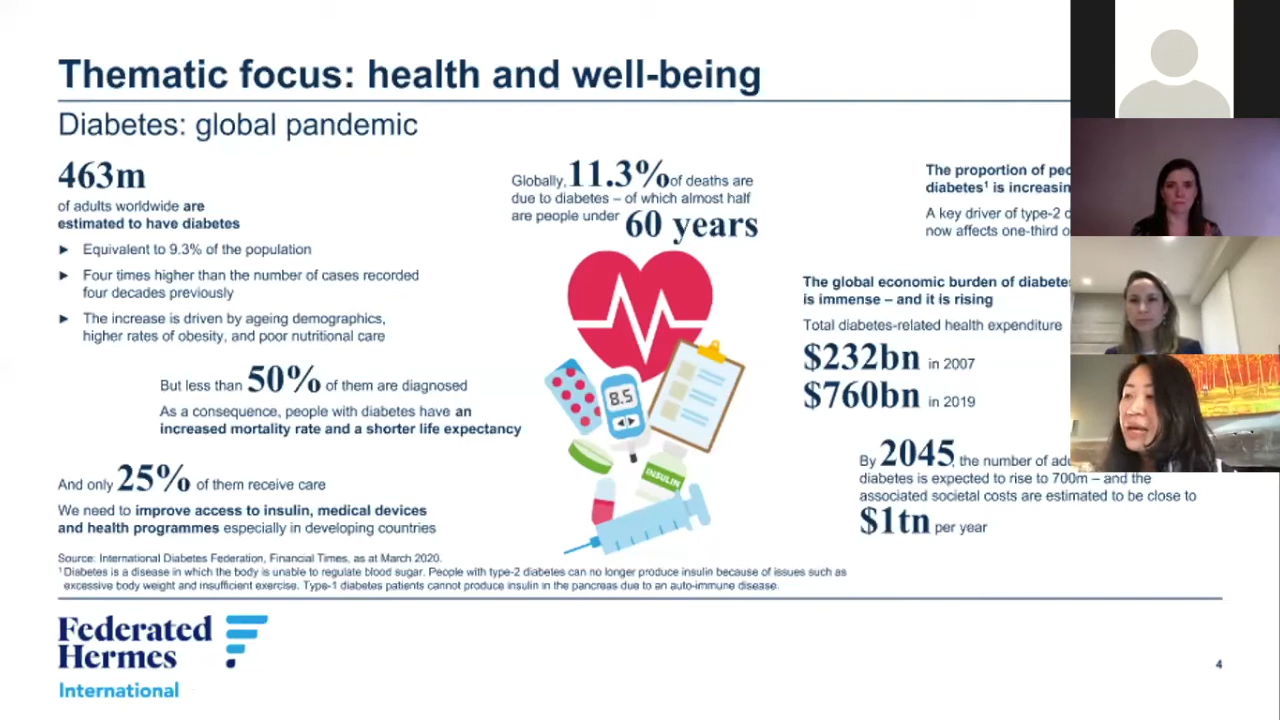 Thematic focus: health and well-being
Diabetes: global pandemic
463m
of adults worldwide are
estimated to have diabetes
► Equivalent to 9.3% of the population
► Four times higher than the number of cases recorded
four decades previously
► The increase is driven by ageing demographics,
higher rates of obesity, and poor nutritional care
But less than 50% of them are diagnosed
As a consequence, people with diabetes have an
increased mortality rate and a shorter life expectancy
And only 25% of them receive care
We need to improve access to insulin, medical devices
and health programmes especially in developing countries
Globally, 11.3% of deaths are
due to diabetes – of which almost half
are people under 60 years
8.5
INSULIN
The proportion of
diabetes¹ is
A key driver of type-2
now affects one-third
The global economic burden of
is immense – and it is rising
Total diabetes-related health expenditure
$232bn in 2007
$760bn in 2019
By 2045, the number of
diabetes is expected to rise to 700m – and the
associated societal costs are estimated to be close to
$1tn per year
Source: International Diabetes Federation, Financial Times, as at March 2020.
¹ Diabetes is a disease in which the body is unable to regulate blood sugar. People with type-2 diabetes can no longer produce insulin because of issues such as
excessive body weight and insufficient exercise. Type-1 diabetes patients cannot produce insulin in the pancreas due to an auto-immune disease.
Federated
Hermes
International
4